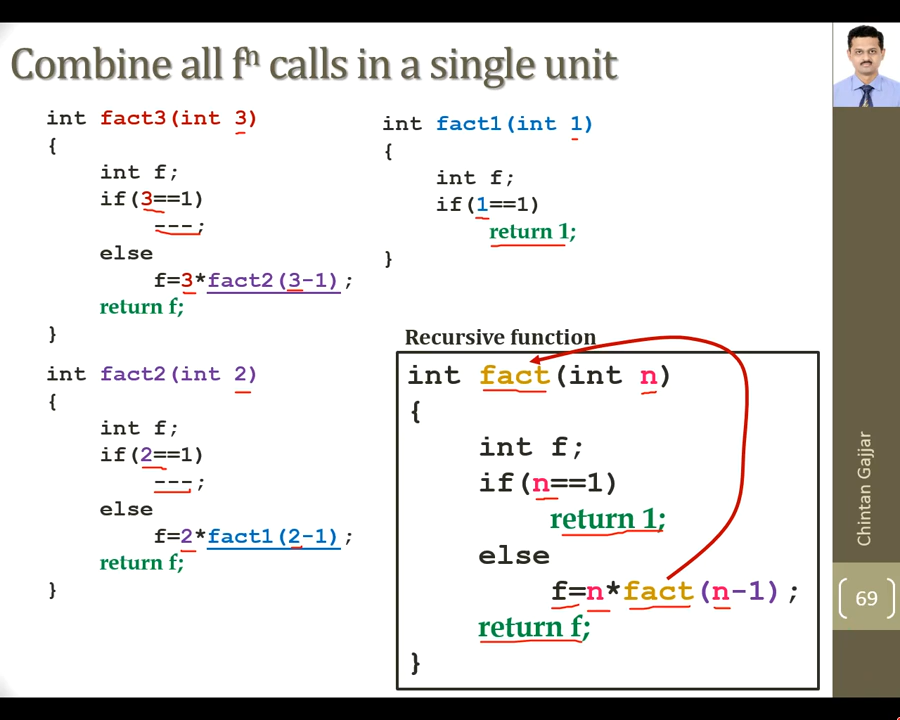 Combine all fⁿ calls in a single unit
int fact3(int 3)
{
int f;
if(3==1)
---;
else
f=3*fact2(3-1);
return f;
}
int fact2(int 2)
{
int f;
if(2==1)
---;
else
f=2*fact1(2-1);
return f;
}
int fact1(int 1)
{
int f;
if(1==1)
return 1;
}
Recursive function
int fact(int n)
{
int f;
if(n==1)
return 1;
else
f=n*fact(n-1);
return f;
}
Chintan Gajjar
69